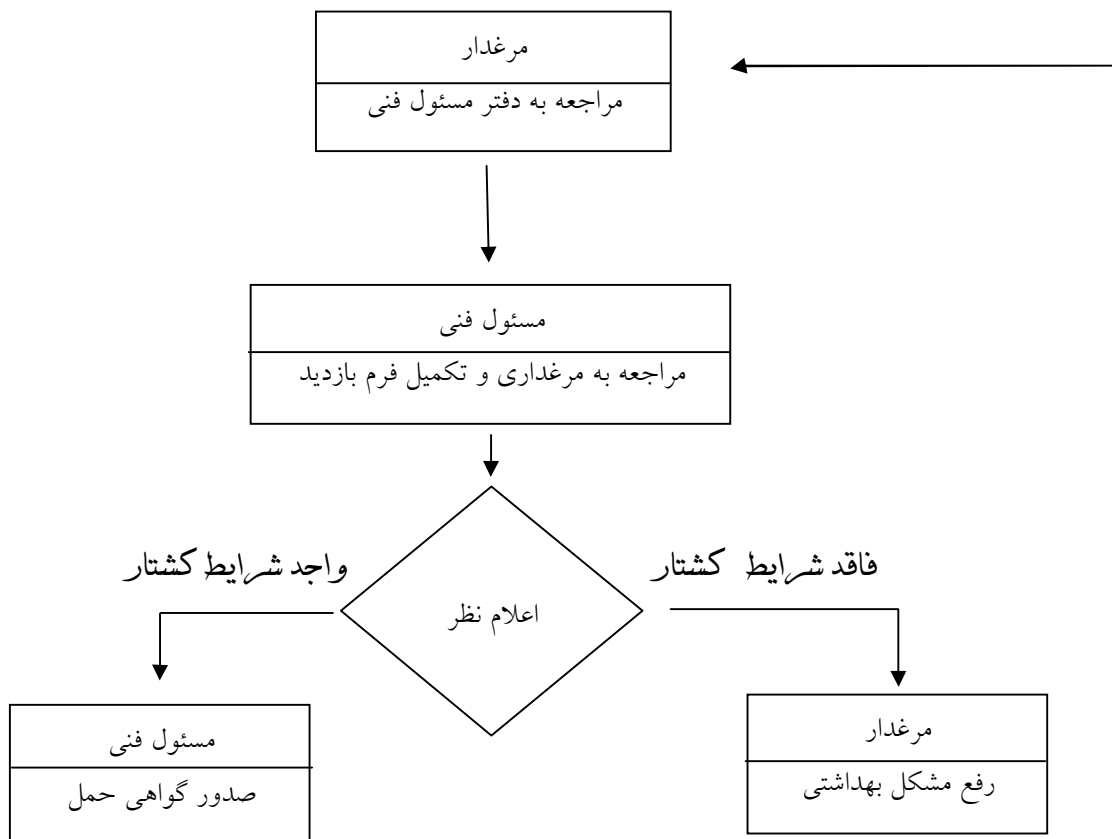 مرغدار
مراجعه به دفتر مسئول فنی
مسئول فنی
مراجعه به مرغداری و تکمیل فرم بازدید
فاقد شرایط کشتار
واجد شرایط کشتار
اعلام نظر
مرغدار
رفع مشکل بهداشتی
مسئول فنی
صدور گواهی حمل